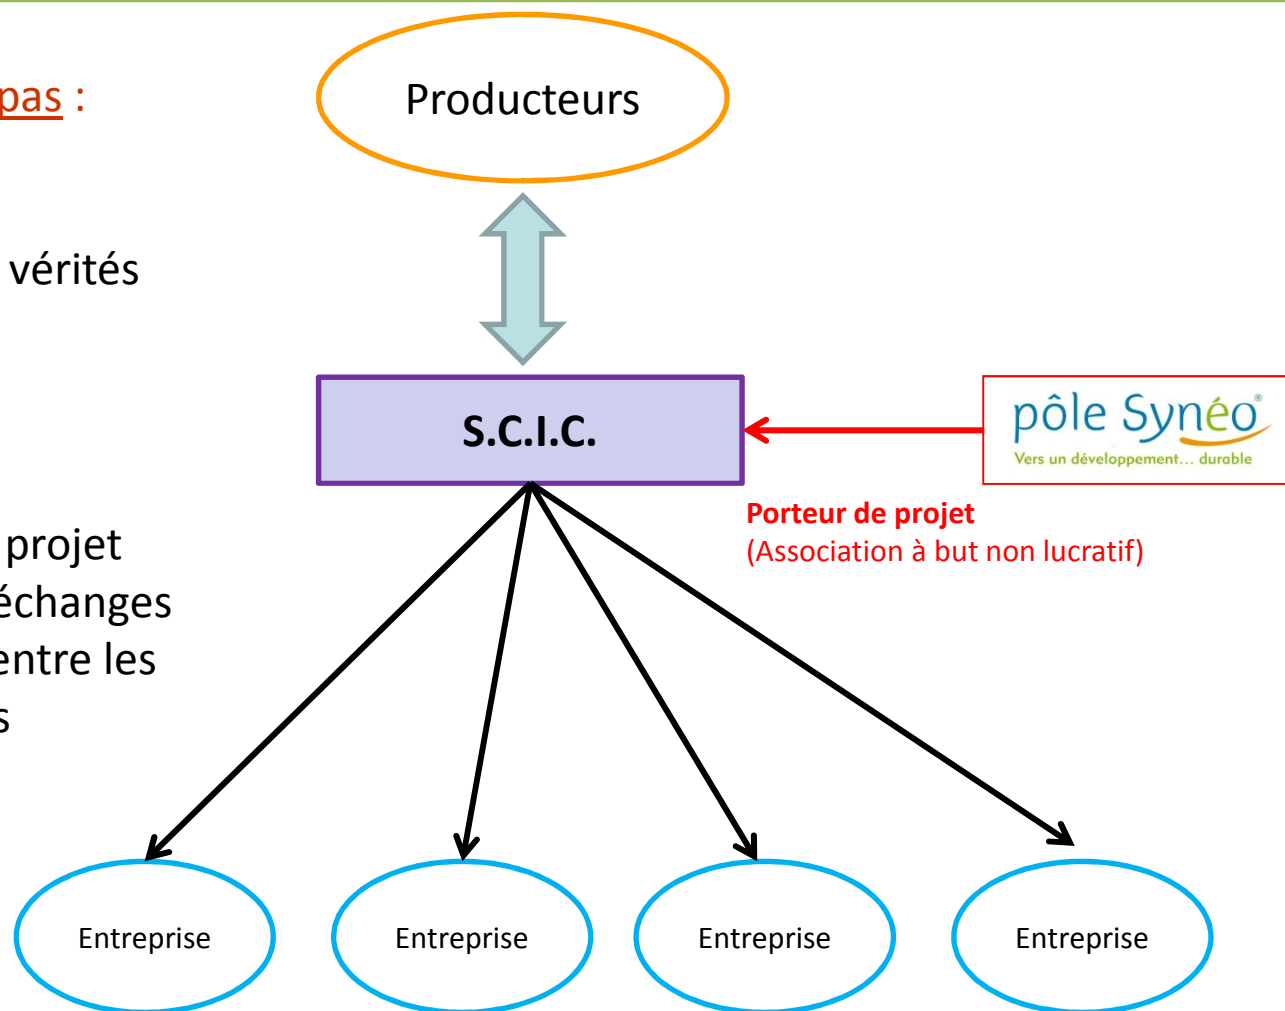 pas :
vérités
projet
échanges
entre les
s
Producteurs
S.C.I.C.
pôle Synéo®
Vers un développement... durable
Porteur de projet
(Association à but non lucratif)
Entreprise
Entreprise
Entreprise
Entreprise